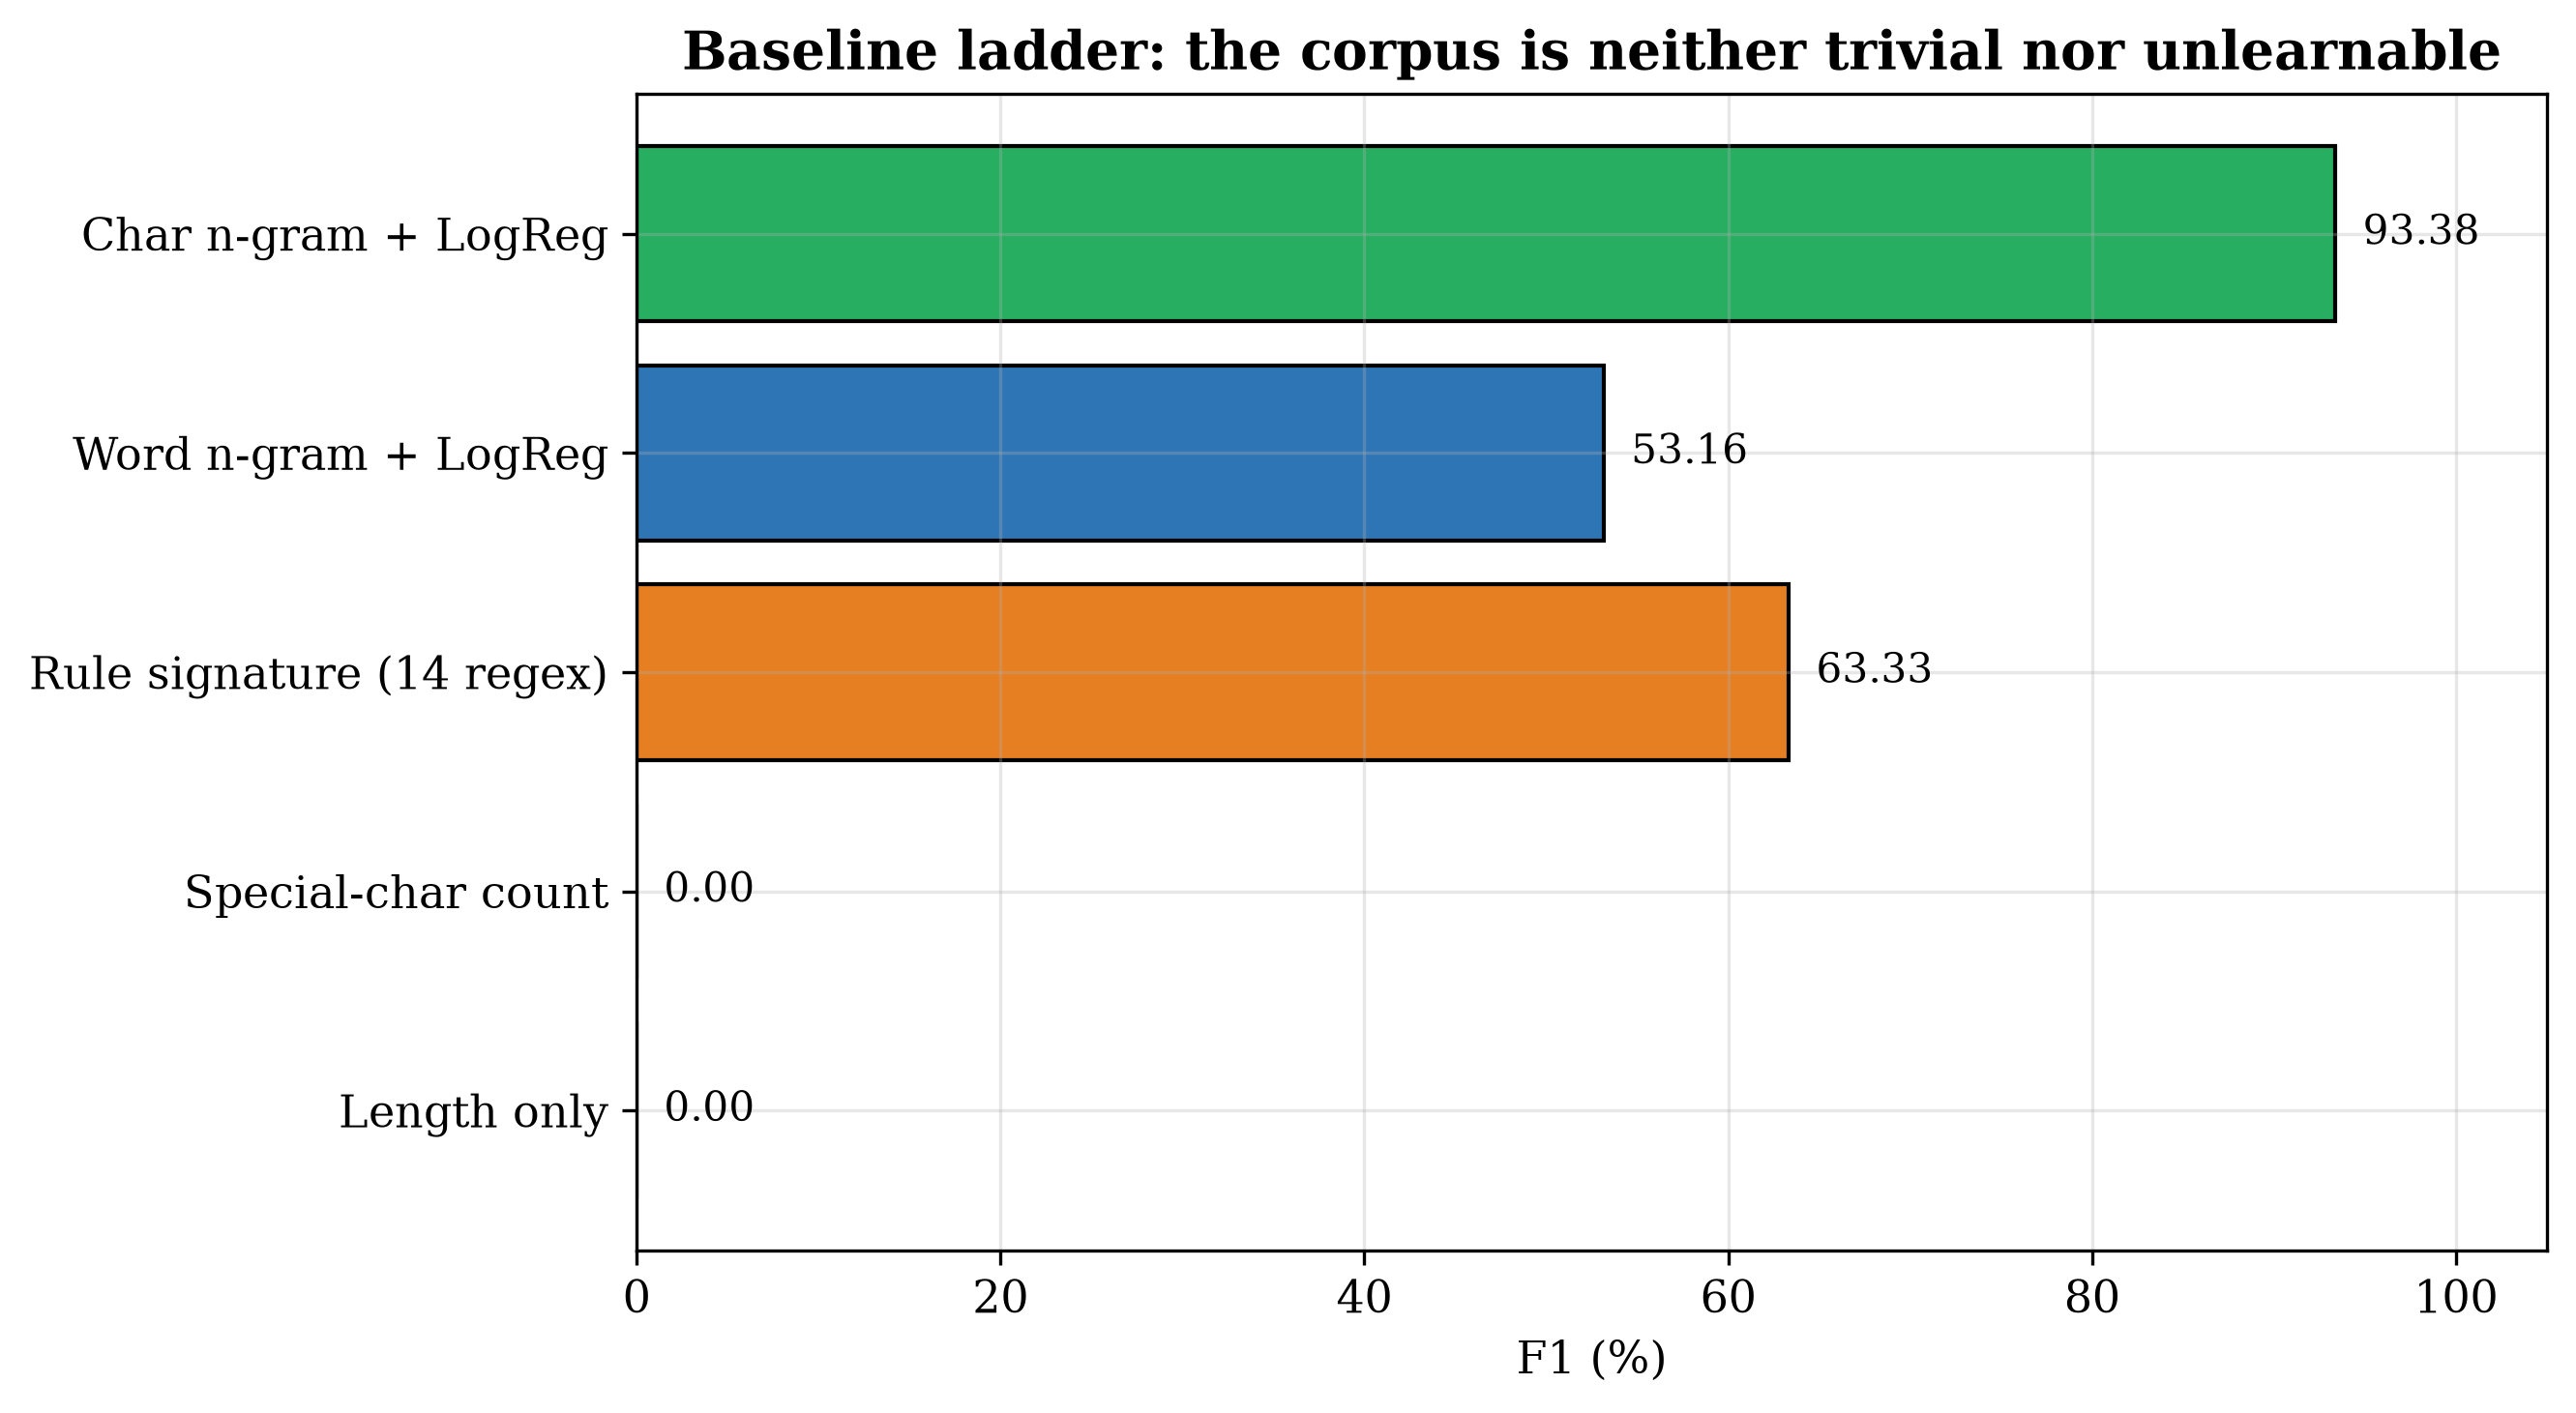 Baseline ladder: the corpus is neither trivial nor unlearnable
Char n-gram + LogReg
93.38
Word n-gram + LogReg
53.16
Rule signature (14 regex)
63.33
Special-char count
0.00
Length only
0.00
0 20 40 60 80 100
F1 (%)